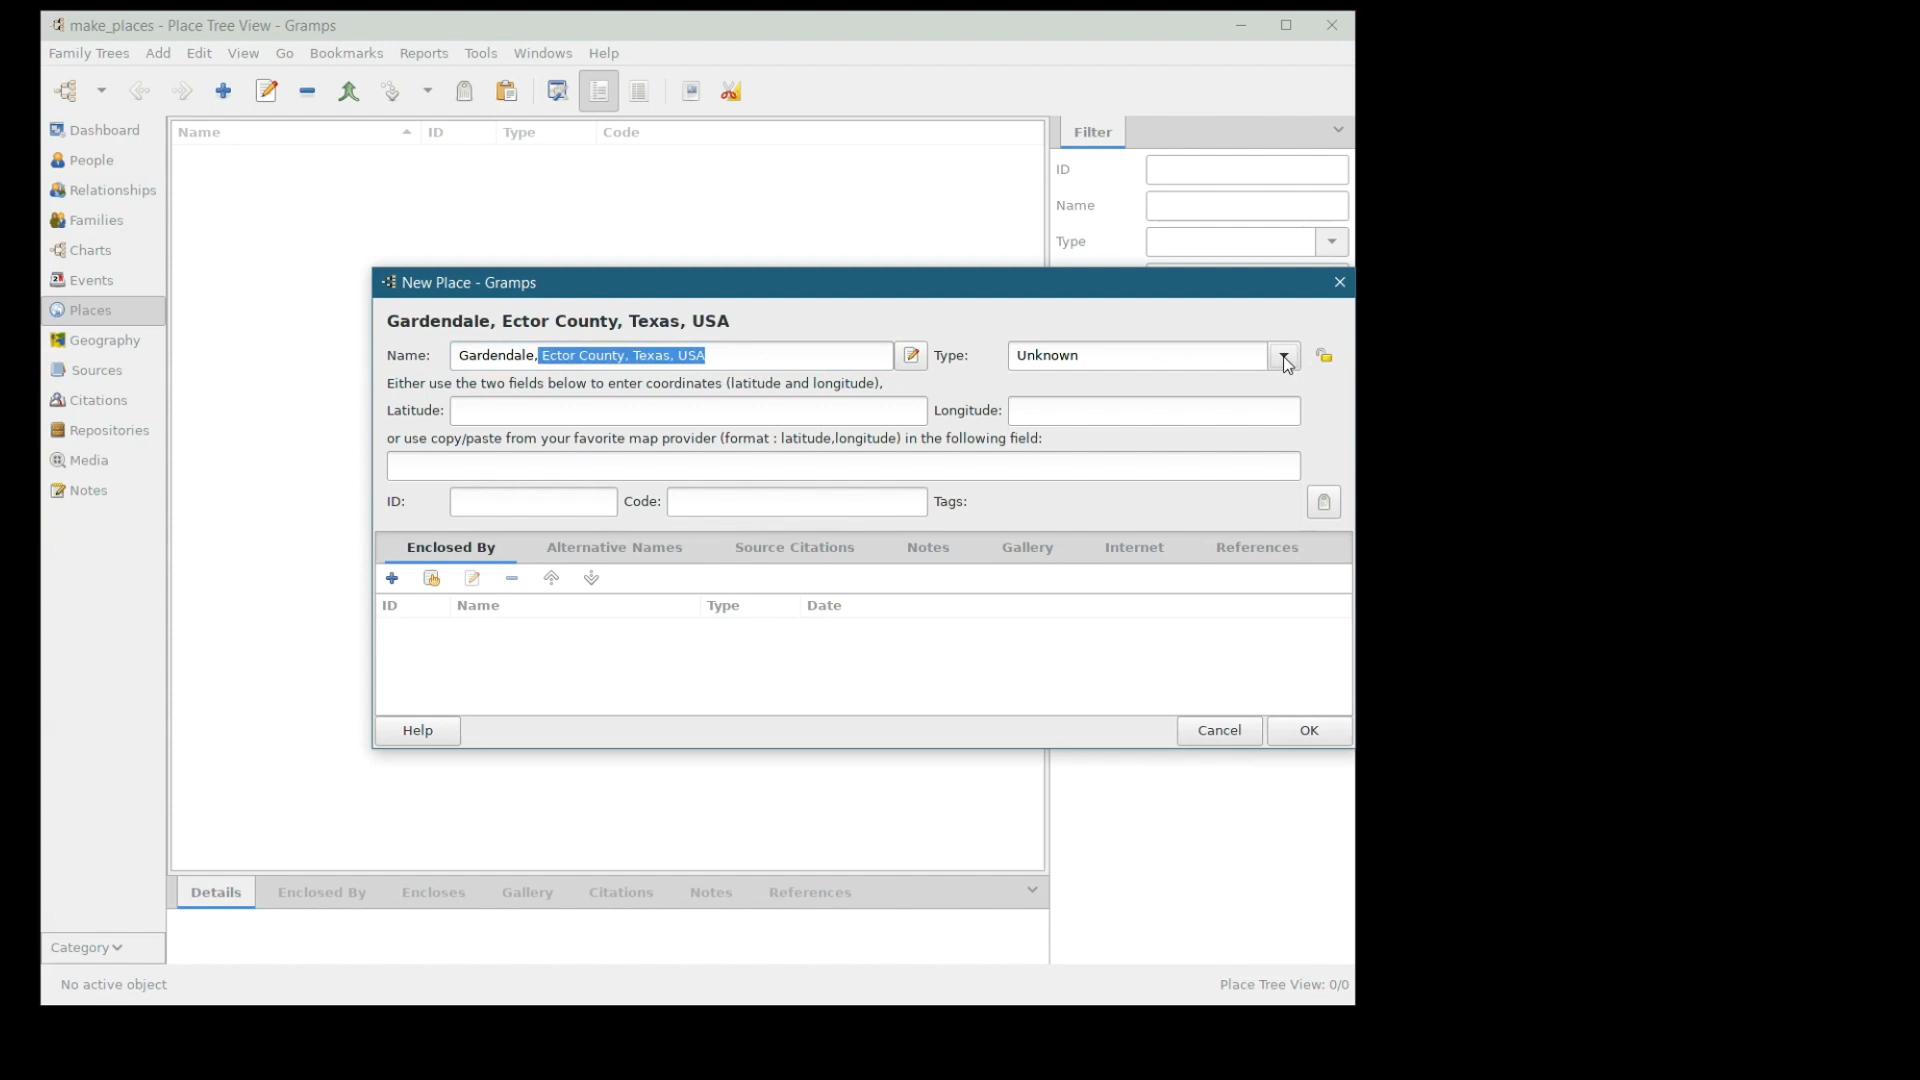 make_places - Place Tree View - Gramps
Family Trees Add Edit View Go Bookmarks Reports Tools Windows Help
Dashboard
People
Relationships
Families
Charts
Events
Places
Geography
Sources
Citations
Repositories
Media
Notes
Category
Name ID Type Code
Filter
ID
Name
Type
New Place - Gramps
Gardendale, Ector County, Texas, USA
Name: Gardendale, Ector County, Texas, USA Type: Unknown
Either use the two fields below to enter coordinates (latitude and longitude),
Latitude: Longitude:
or use copy/paste from your favorite map provider (format : latitude,longitude) in the following field:
ID: Code: Tags:
Enclosed By Alternative Names Source Citations Notes Gallery Internet References
ID Name Type Date
Help Cancel OK
Details Enclosed By Encloses Gallery Citations Notes References
No active object Place Tree View: 0/0